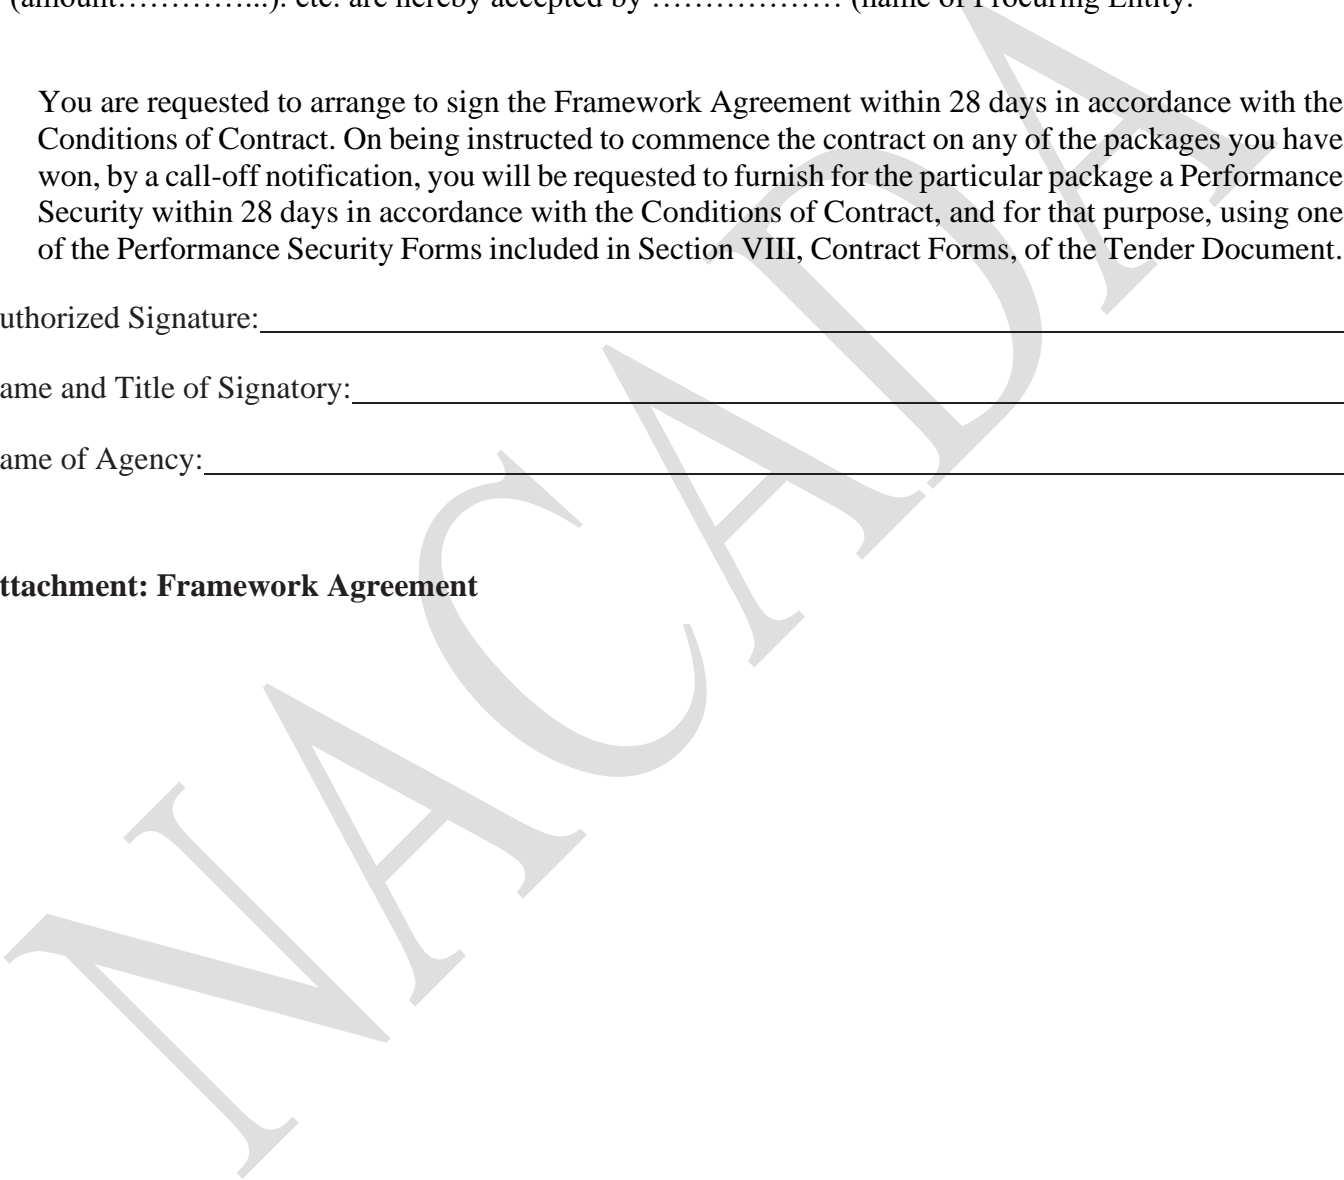 (amount…………...). etc. are hereby accepted by ……………… (name of Procuring Entity.
You are requested to arrange to sign the Framework Agreement within 28 days in accordance with the
Conditions of Contract. On being instructed to commence the contract on any of the packages you have
won, by a call-off notification, you will be requested to furnish for the particular package a Performance
Security within 28 days in accordance with the Conditions of Contract, and for that purpose, using one
of the Performance Security Forms included in Section VIII, Contract Forms, of the Tender Document.
uthorized Signature:
ame and Title of Signatory:
ame of Agency:
ttachment: Framework Agreement
NACADA